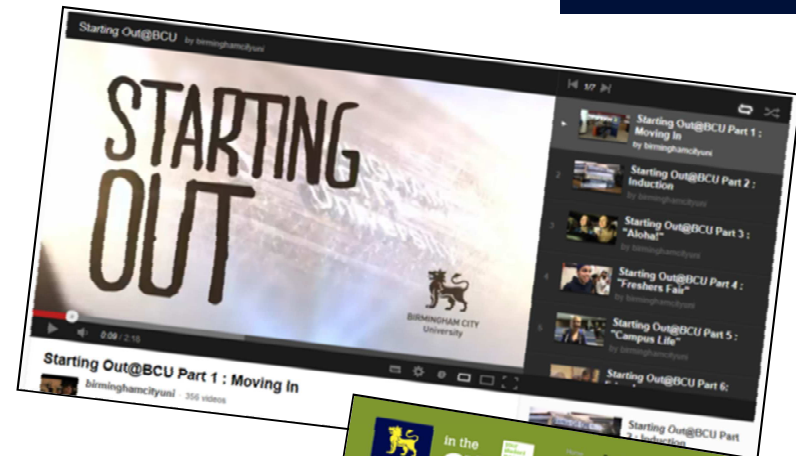 Starting Out@BCU by birminghamcityuni
1/7
STARTING
OUT
BIRMINGHAM CITY
University
0:09 / 2:16
Starting Out@BCU Part 1 :
Moving In
by birminghamcityuni
2
Starting Out@BCU Part 2 :
Induction
by birminghamcityuni
3
Starting Out@BCU Part 3 :
"Aloha!"
by birminghamcityuni
4
Starting Out@BCU Part 4 :
"Freshers Fair"
by birminghamcityuni
Starting Out@BCU Part 5 :
"Campus Life"
by birminghamcityuni
Starting Out@BCU Part 6:
Starting Out@BCU Part 1 : Moving In
birminghamcityuni · 356 videos
Starting Out@BCU Part
2 : Induction
in the